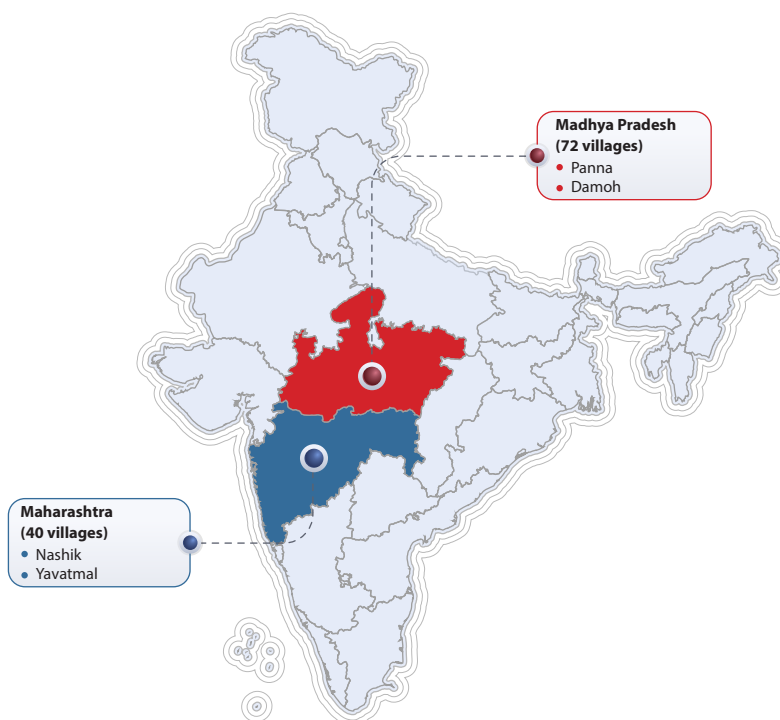 Madhya Pradesh
(72 villages)
• Panna
• Damoh
Maharashtra
(40 villages)
• Nashik
• Yavatmal